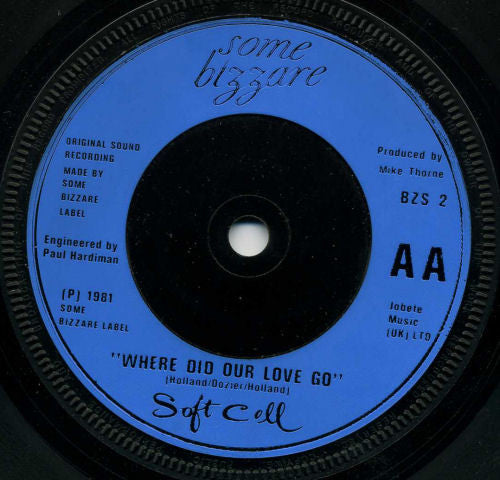 some
bizzare
ORIGINAL SOUND
RECORDING
MADE BY
SOME
BIZZARE
LABEL
Engineered by
Paul Hardiman
(P) 1981
SOME
BIZZARE LABEL
Produced by
Mike Thorne
BZS 2
AA
Jobete
Music
(UK) LTD
"WHERE DID OUR LOVE GO"
(Holland/Dozier/Holland)
Soft Cell